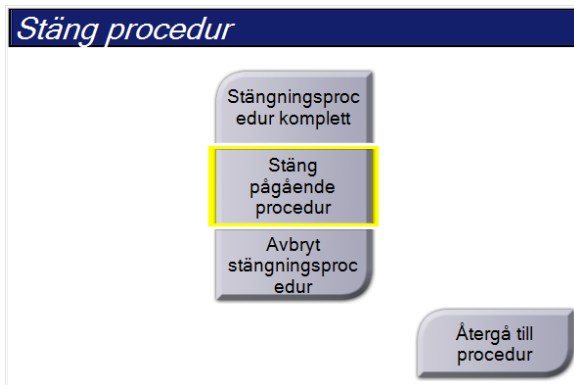 Stäng procedur
Stängningsproc
edur komplett
Stäng
pågående
procedur
Avbryt
stängningsproc
edur
Återgå till
procedur